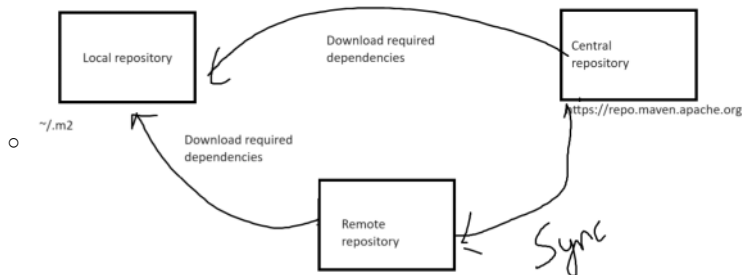 Local repository
~/.m2
Download required
dependencies
Central
repository
https://repo.maven.apache.org
Download required
dependencies
Remote
repository
Sync